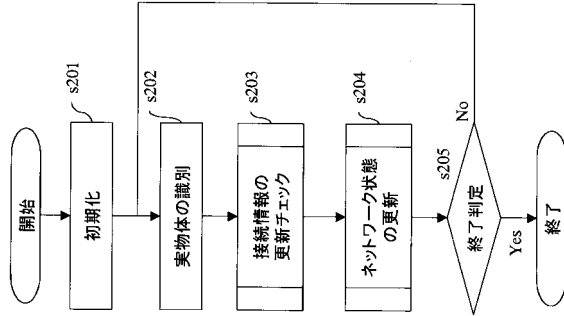 開始
s201
初期化
s202
実物体の識別
s203
接続情報の
更新チェック
s204
ネットワーク状態
の更新
s205
終了判定
No
Yes
終了